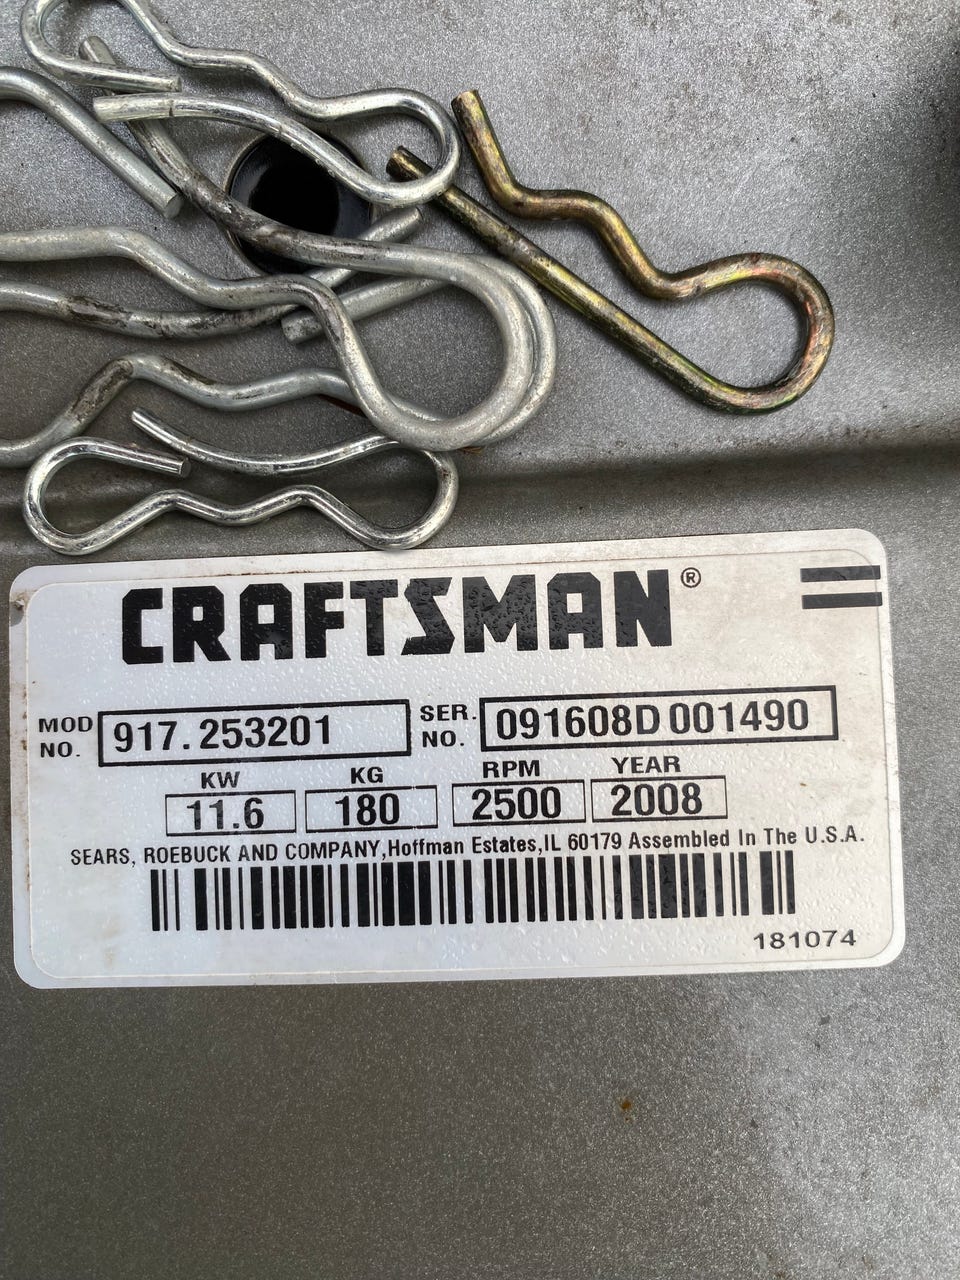 CRAFTSMAN®
MOD NO. 917.253201 SER. NO. 091608D 001490
KW KG RPM YEAR
11.6 180 2500 2008
SEARS, ROEBUCK AND COMPANY,Hoffman Estates,IL 60179 Assembled In The U.S.A.
181074